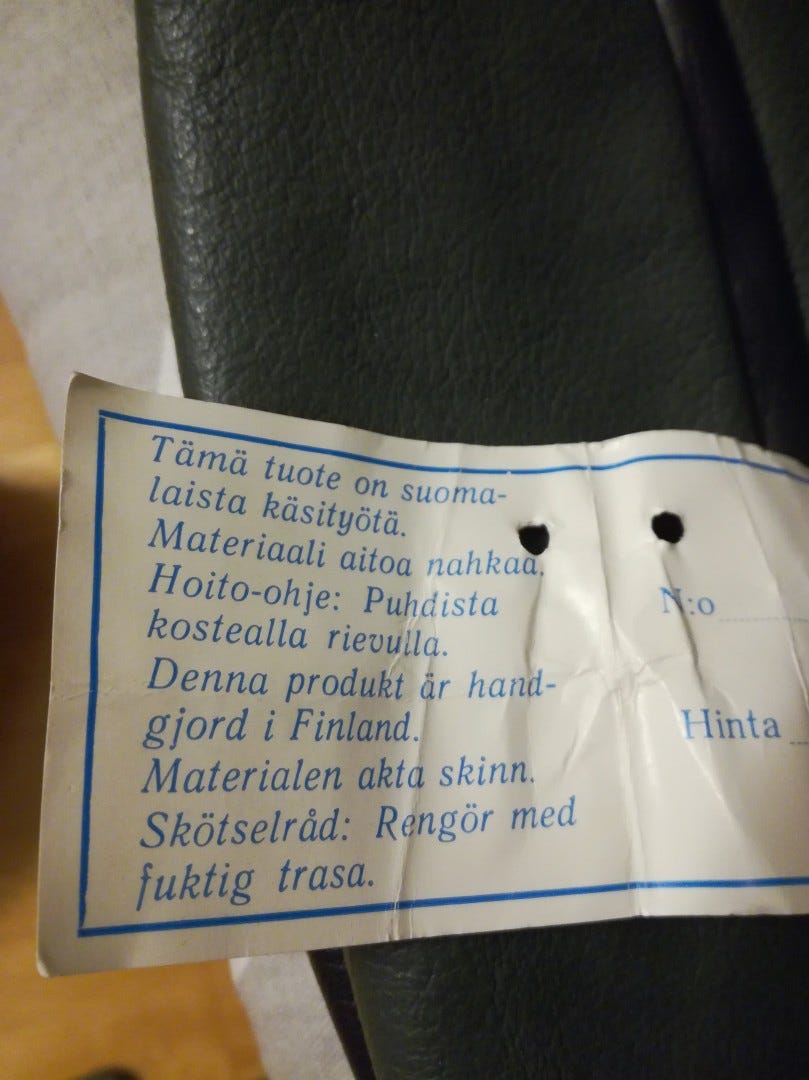 Tämä tuote on suoma-
laista käsityötä.
Materiaali aitoa nahkaa.
Hoito-ohje: Puhdista
kostealla rievulla.
Denna produkt är hand-
gjord i Finland.
Materialen akta skinn.
Skötselråd: Rengör med
fuktig trasa.
N:o
Hinta